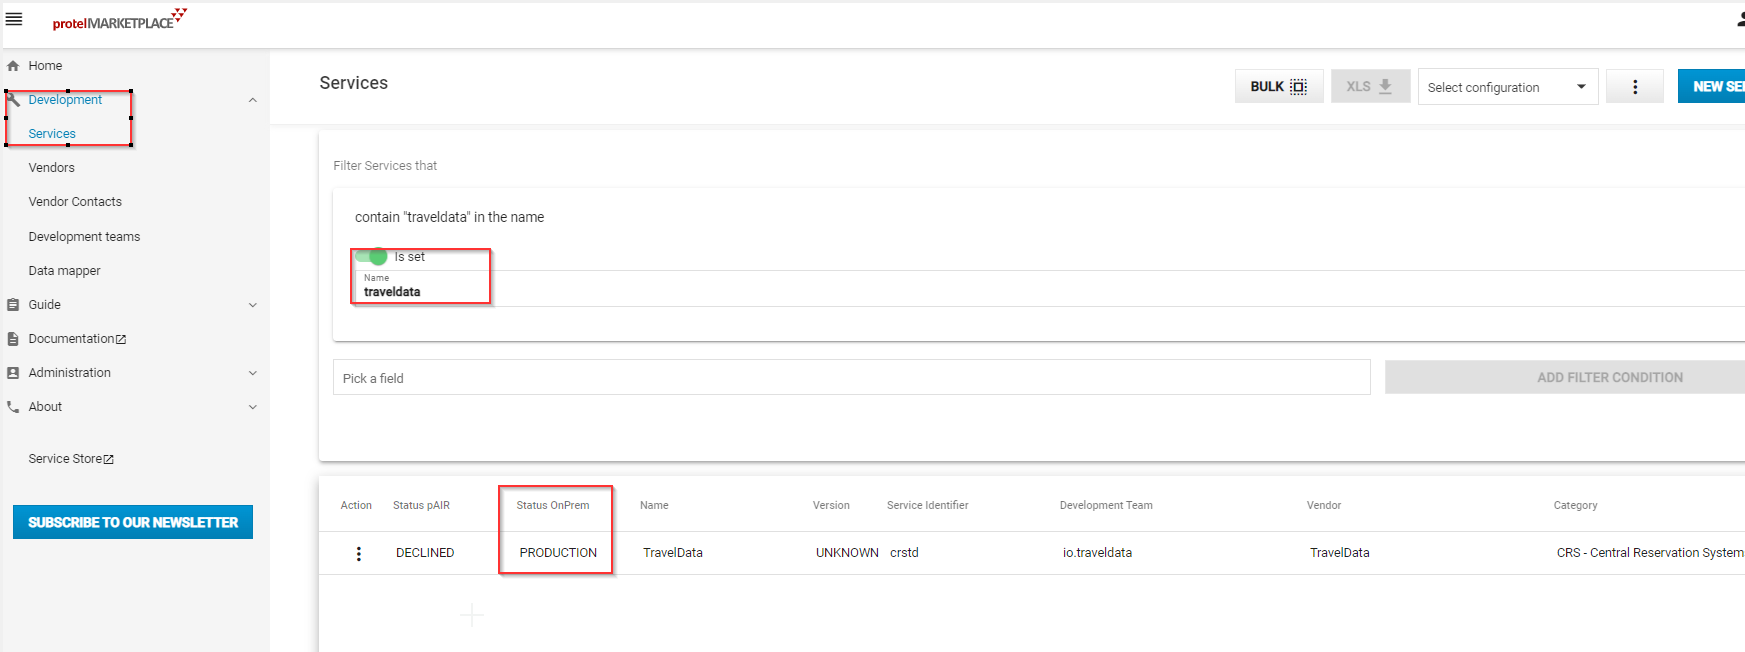 protelMARKETPLACE
Home
Development
Services
Vendors
Vendor Contacts
Development teams
Data mapper
Guide
Documentation
Administration
About
Service Store
SUBSCRIBE TO OUR NEWSLETTER
Services
BULK
XLS
Select configuration
NEW SE
Filter Services that
contain "traveldata" in the name
Is set
Name
traveldata
Pick a field
ADD FILTER CONDITION
Action Status pAIR Status OnPrem Name Version Service Identifier Development Team Vendor Category
DECLINED PRODUCTION TravelData UNKNOWN crstd io.traveldata TravelData CRS - Central Reservation System